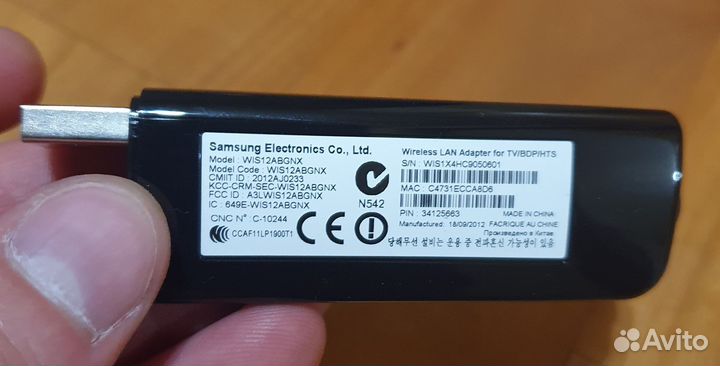 Samsung Electronics Co., Ltd.
Model : WIS12ABGNX
Model Code : WIS12ABGNX
CMIIT ID : 2012AJ0233
KCC-CRM-SEC-WIS12ABGNX
FCC ID : A3LWIS12ABGNX
IC : 649E-WIS12ABGNX
CNC N° : C-10244
CCAF11LP1900T1
CE
N542
Wireless LAN Adapter for TV/BDP/HTS
S/N : WIS1X4HC9050601
MAC : C4731ECCA8D6
PIN : 34125663
MADE IN CHINA
Manufactured : 18/09/2012 FABRIQUÉ AU CHINE
Произведено в Китае
당해무선 설비는 운용 중 전파혼신 가능성이 있음
Avito